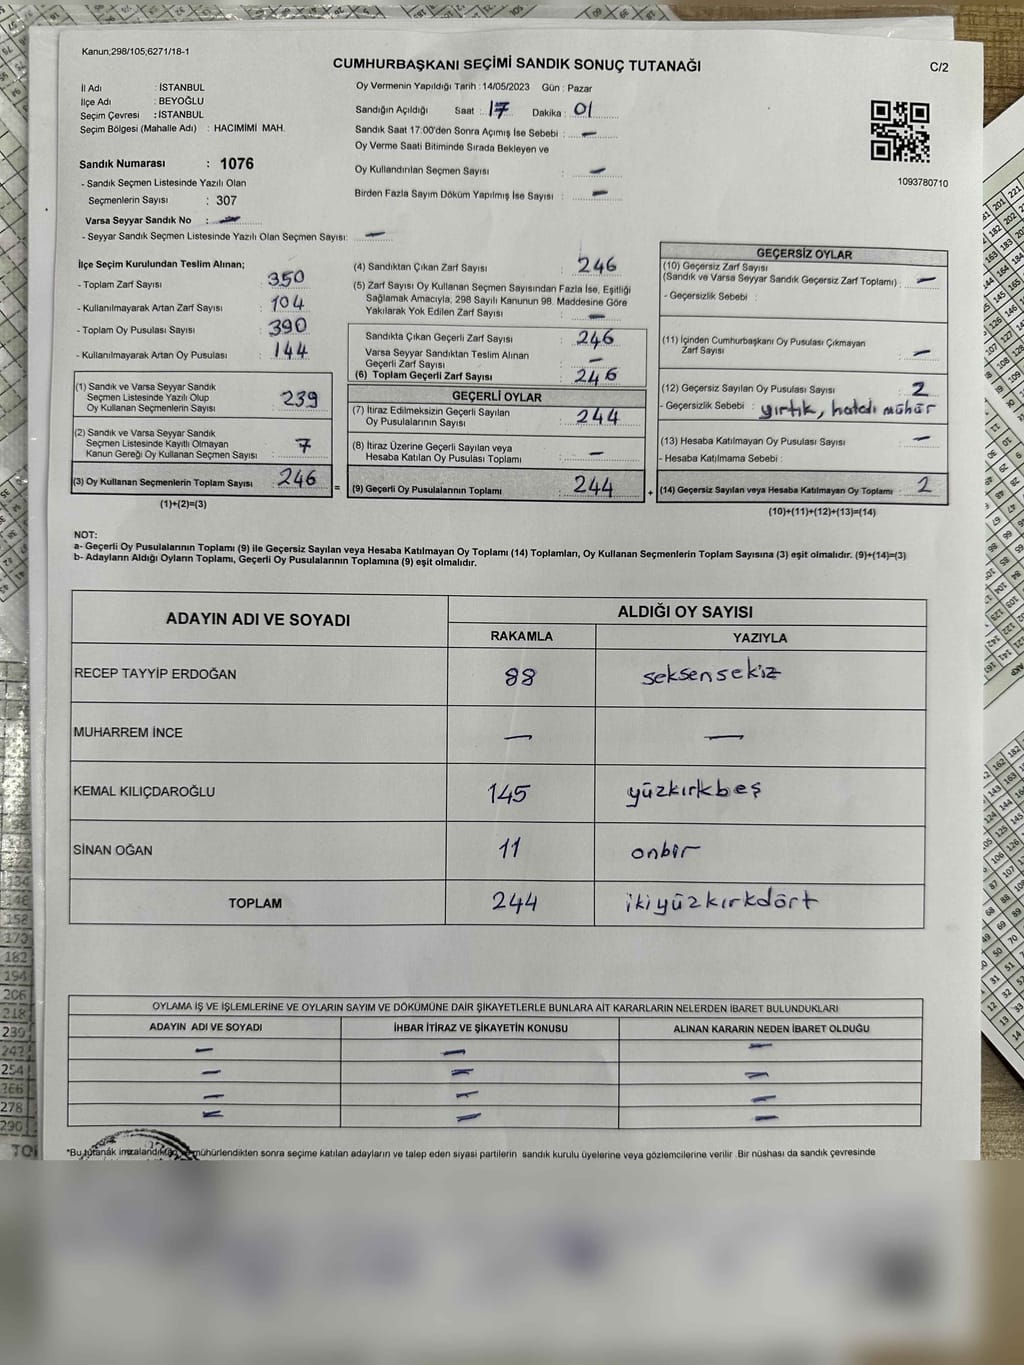 Kanun;298/105;6271/18-1
CUMHURBAŞKANI SEÇİMİ SANDIK SONUÇ TUTANAĞI
C/2
İl Adı : İSTANBUL
İlçe Adı : BEYOĞLU
Seçim Çevresi : İSTANBUL
Seçim Bölgesi (Mahalle Adı) : HACIMİMİ MAH.
Sandık Numarası : 1076
- Sandık Seçmen Listesinde Yazılı Olan
Seçmenlerin Sayısı : 307
Varsa Seyyar Sandık No : —
- Seyyar Sandık Seçmen Listesinde Yazılı Olan Seçmen Sayısı: —
Oy Vermenin Yapıldığı Tarih : 14/05/2023 Gün : Pazar
Sandığın Açıldığı Saat : 17 Dakika : 01
Sandık Saat 17:00'den Sonra Açımış İse Sebebi : —
Oy Verme Saati Bitiminde Sırada Bekleyen ve
Oy Kullandırılan Seçmen Sayısı : —
Birden Fazla Sayım Döküm Yapılmış İse Sayısı : —
1093780710
İlçe Seçim Kurulundan Teslim Alınan;
- Toplam Zarf Sayısı : 350
- Kullanılmayarak Artan Zarf Sayısı : 104
- Toplam Oy Pusulası Sayısı : 390
- Kullanılmayarak Artan Oy Pusulası : 144
(1) Sandık ve Varsa Seyyar Sandık
Seçmen Listesinde Yazılı Olup
Oy Kullanan Seçmenlerin Sayısı : 239
(2) Sandık ve Varsa Seyyar Sandık
Seçmen Listesinde Kayıtlı Olmayan
Kanun Gereği Oy Kullanan Seçmen Sayısı : 7
(3) Oy Kullanan Seçmenlerin Toplam Sayısı : 246
(1)+(2)=(3)
(4) Sandıktan Çıkan Zarf Sayısı : 246
(5) Zarf Sayısı Oy Kullanan Seçmen Sayısından Fazla İse, Eşitliği
Sağlamak Amacıyla, 298 Sayılı Kanunun 98. Maddesine Göre
Yakılarak Yok Edilen Zarf Sayısı : —
Sandıkta Çıkan Geçerli Zarf Sayısı : 246
Varsa Seyyar Sandıktan Teslim Alınan
Geçerli Zarf Sayısı : —
(6) Toplam Geçerli Zarf Sayısı : 246
GEÇERLİ OYLAR
(7) İtiraz Edilmeksizin Geçerli Sayılan
Oy Pusulalarının Sayısı : 244
(8) İtiraz Üzerine Geçerli Sayılan veya
Hesaba Katılan Oy Pusulası Toplamı : —
= (9) Geçerli Oy Pusulalarının Toplamı : 244
GEÇERSİZ OYLAR
(10) Geçersiz Zarf Sayısı
(Sandık ve Varsa Seyyar Sandık Geçersiz Zarf Toplamı) : —
- Geçersizlik Sebebi :
(11) İçinden Cumhurbaşkanı Oy Pusulası Çıkmayan
Zarf Sayısı : —
(12) Geçersiz Sayılan Oy Pusulası Sayısı : 2
- Geçersizlik Sebebi : yırtık, hatalı mühür
(13) Hesaba Katılmayan Oy Pusulası Sayısı : —
- Hesaba Katılmama Sebebi :
+ (14) Geçersiz Sayılan veya Hesaba Katılmayan Oy Toplamı : 2
(10)+(11)+(12)+(13)=(14)
NOT:
a- Geçerli Oy Pusulalarının Toplamı (9) ile Geçersiz Sayılan veya Hesaba Katılmayan Oy Toplamı (14) Toplamları, Oy Kullanan Seçmenlerin Toplam Sayısına (3) eşit olmalıdır. (9)+(14)=(3)
b- Adayların Aldığı Oyların Toplamı, Geçerli Oy Pusulalarının Toplamına (9) eşit olmalıdır.
ADAYIN ADI VE SOYADI ALDIĞI OY SAYISI
RAKAMLA YAZIYLA
RECEP TAYYİP ERDOĞAN 88 seksensekiz
MUHARREM İNCE — —
KEMAL KILIÇDAROĞLU 145 yüzkırkbeş
SİNAN OĞAN 11 onbir
TOPLAM 244 ikiyüzkırkdört
OYLAMA İŞ VE İŞLEMLERİNE VE OYLARIN SAYIM VE DÖKÜMÜNE DAİR ŞİKAYETLERLE BUNLARA AİT KARARLARIN NELERDEN İBARET BULUNDUKLARI
ADAYIN ADI VE SOYADI İHBAR İTİRAZ VE ŞİKAYETİN KONUSU ALINAN KARARIN NEDEN İBARET OLDUĞU
— — —
— — —
— — —
— — —
*Bu tutanak imzalandıktan ve mühürlendikten sonra seçime katılan adayların ve talep eden siyasi partilerin sandık kurulu üyelerine veya gözlemcilerine verilir .Bir nüshası da sandık çevresinde